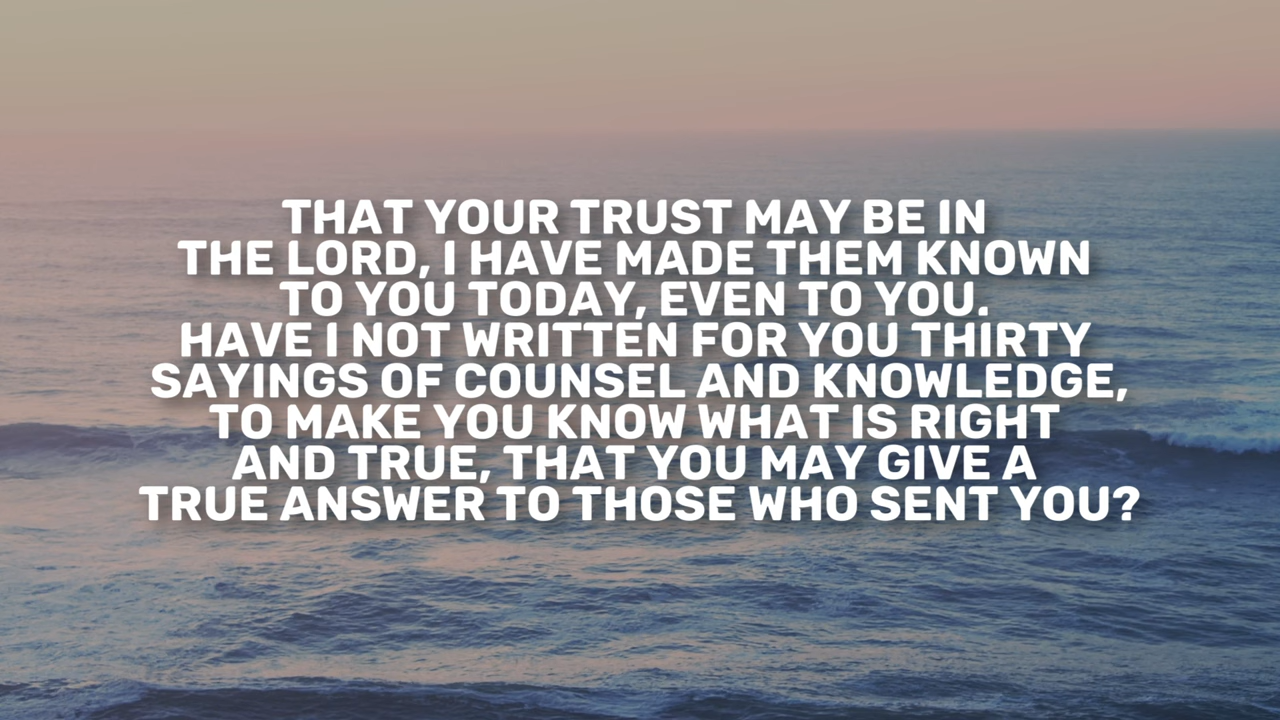 THAT YOUR TRUST MAY BE IN
THE LORD, I HAVE MADE THEM KNOWN
TO YOU TODAY, EVEN TO YOU.
HAVE I NOT WRITTEN FOR YOU THIRTY
SAYINGS OF COUNSEL AND KNOWLEDGE,
TO MAKE YOU KNOW WHAT IS RIGHT
AND TRUE, THAT YOU MAY GIVE A
TRUE ANSWER TO THOSE WHO SENT YOU?